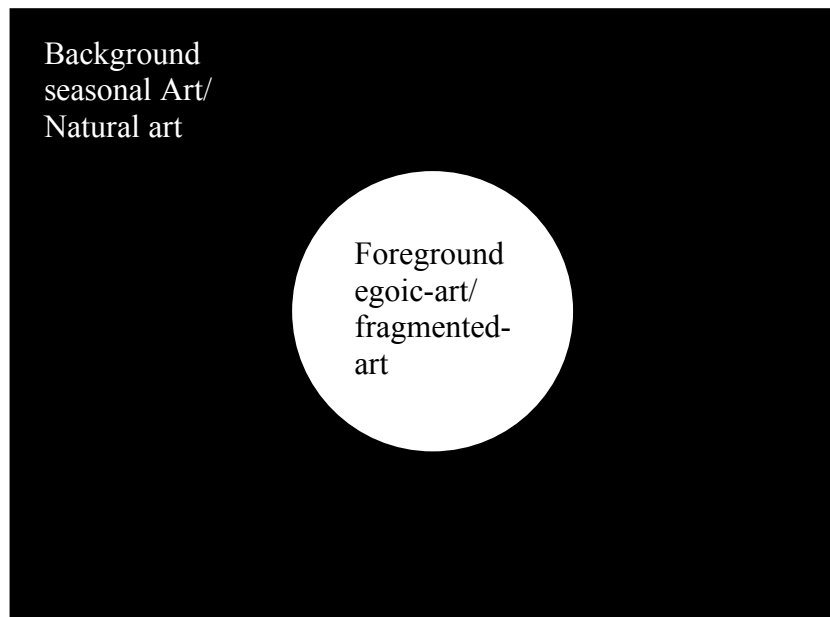 Background
seasonal Art/
Natural art
Foreground
egoic-art/
fragmented-
art